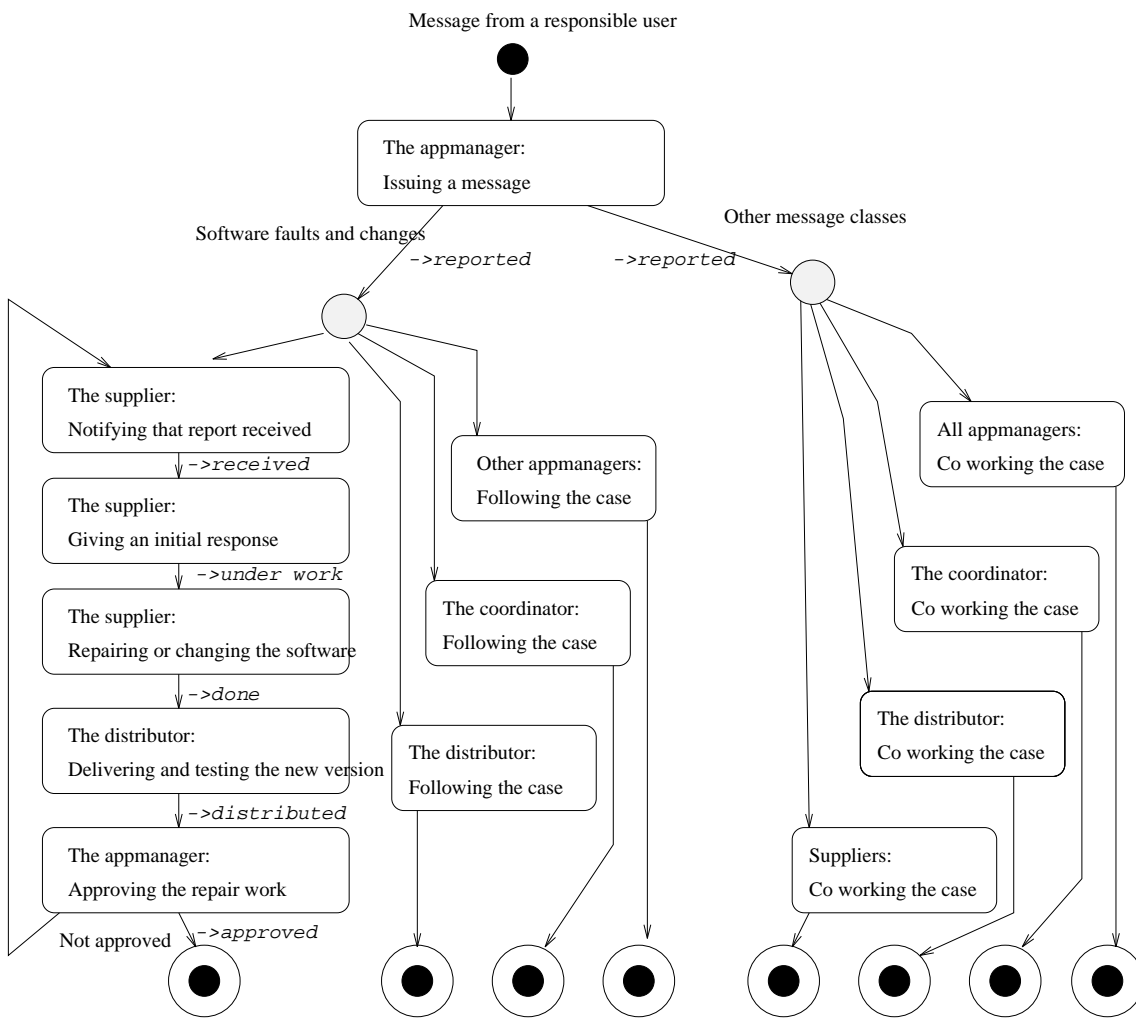 Message from a responsible user
The appmanager:
Issuing a message
Other message classes
Software faults and changes
->reported
->reported
The supplier:
Notifying that report received
->received
The supplier:
Giving an initial response
->under work
The supplier:
Repairing or changing the software
->done
The distributor:
Delivering and testing the new version
->distributed
The appmanager:
Approving the repair work
Not approved
->approved
Other appmanagers:
Following the case
The coordinator:
Following the case
The distributor:
Following the case
All appmanagers:
Co working the case
The coordinator:
Co working the case
The distributor:
Co working the case
Suppliers:
Co working the case